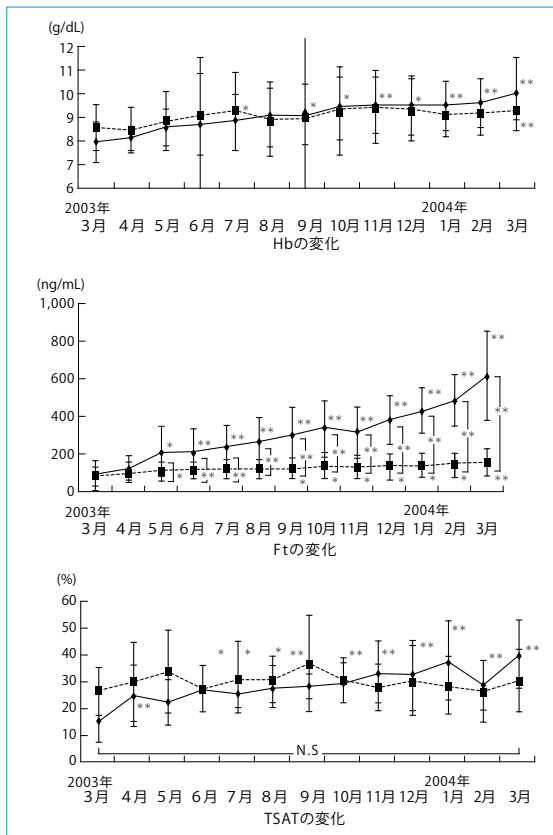 (g/dL)
12
11
10
9
8
7
6
** 
* * * ** * ** ** **
2003年 2004年
3月 4月 5月 6月 7月 8月 9月 10月 11月 12月 1月 2月 3月
Hbの変化
(ng/mL)
1,000
800
600
400
200
0
* ** ** ** ** ** ** ** ** ** **
* ** ** ** ** ** ** ** ** ** **
* * * * * * **
2003年 2004年
3月 4月 5月 6月 7月 8月 9月 10月 11月 12月 1月 2月 3月
Ftの変化
(%)
60
50
40
30
20
10
0
** * * * ** ** ** ** ** ** **
N.S
2003年 2004年
3月 4月 5月 6月 7月 8月 9月 10月 11月 12月 1月 2月 3月
TSATの変化